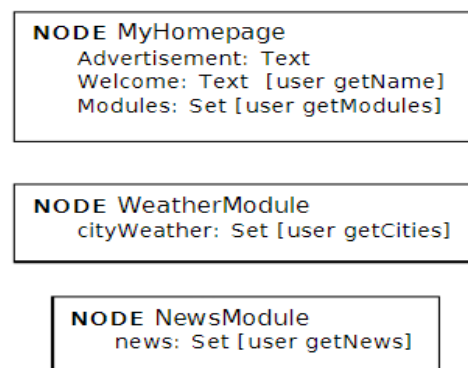 NODE MyHomepage
Advertisement: Text
Welcome: Text [user getName]
Modules: Set [user getModules]
NODE WeatherModule
cityWeather: Set [user getCities]
NODE NewsModule
news: Set [user getNews]